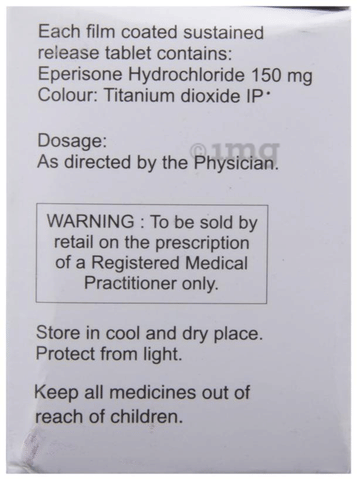 Each film coated sustained
release tablet contains:
Eperisone Hydrochloride 150 mg
Colour: Titanium dioxide IP•
Dosage:
As directed by the Physician.
©1mg
WARNING : To be sold by
retail on the prescription
of a Registered Medical
Practitioner only.
Store in cool and dry place.
Protect from light.
Keep all medicines out of
reach of children.